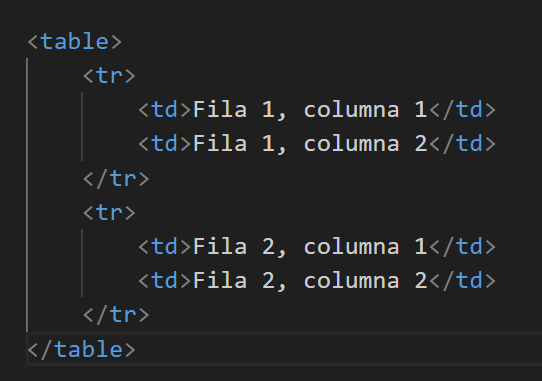 <table>
<tr>
<td>Fila 1, columna 1</td>
<td>Fila 1, columna 2</td>
</tr>
<tr>
<td>Fila 2, columna 1</td>
<td>Fila 2, columna 2</td>
</tr>
</table>